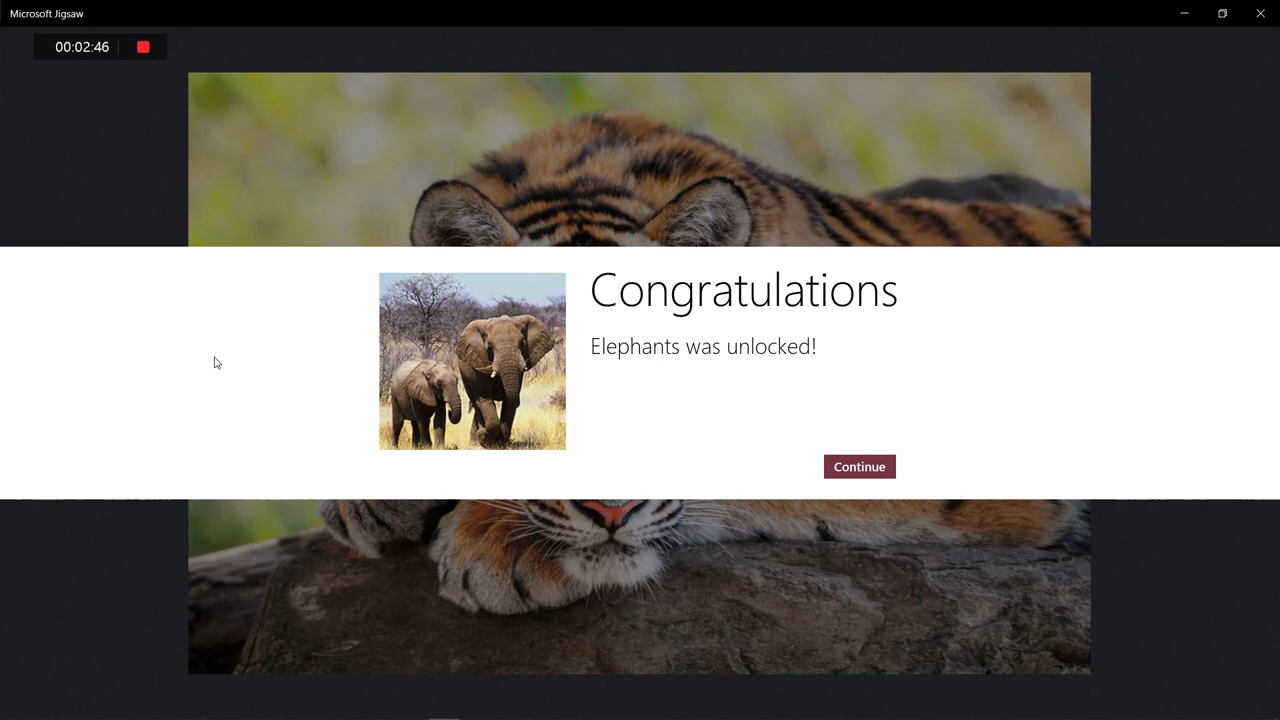 Microsoft Jigsaw
00:02:46
Congratulations
Elephants was unlocked!
Continue